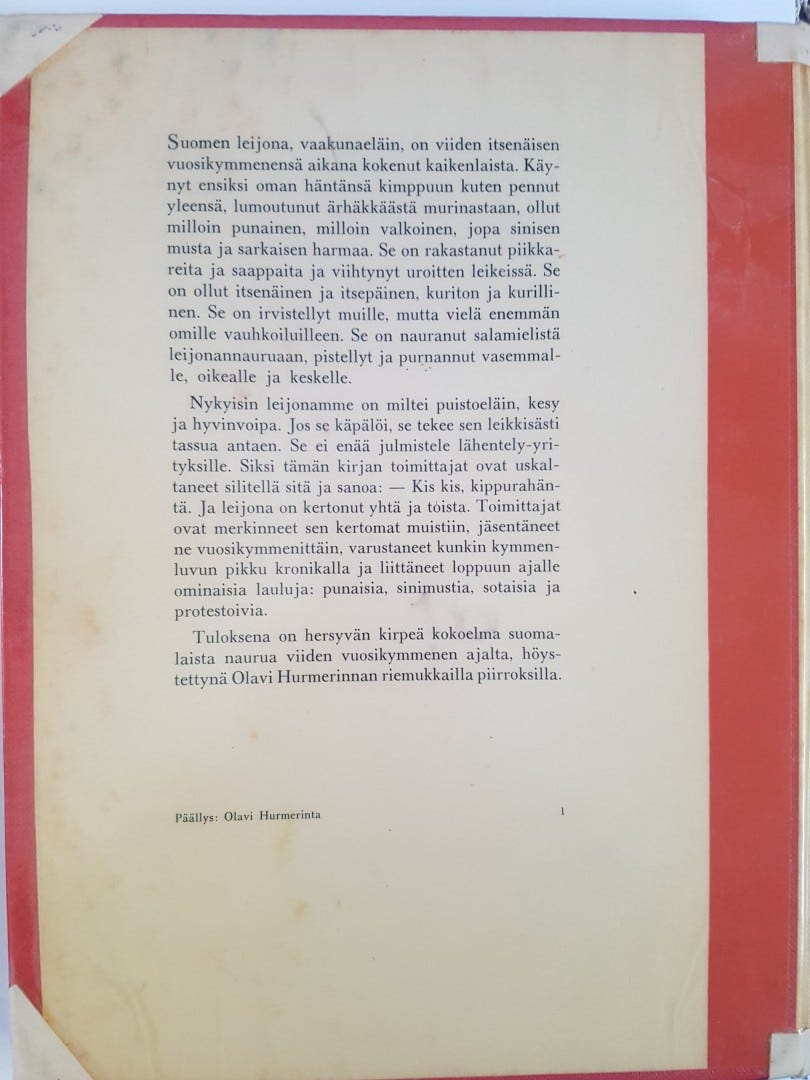 Suomen leijona, vaakunaeläin, on viiden itsenäisen
vuosikymmenensä aikana kokenut kaikenlaista. Käy-
nyt ensiksi oman häntänsä kimppuun kuten pennut
yleensä, lumoutunut ärhäkkäästä murinastaan, ollut
milloin punainen, milloin valkoinen, jopa sinisen
musta ja sarkaisen harmaa. Se on rakastanut piikka-
reita ja saappaita ja viihtynyt uroitten leikeissä. Se
on ollut itsenäinen ja itsepäinen, kuriton ja kurilli-
nen. Se on irvistellyt muille, mutta vielä enemmän
omille vauhkoiluilleen. Se on nauranut salamielistä
leijonannauruaan, pistellyt ja purnannut vasemmal-
le, oikealle ja keskelle.
Nykyisin leijonamme on miltei puistoeläin, kesy
ja hyvinvoipa. Jos se käpälöi, se tekee sen leikkisästi
tassua antaen. Se ei enää julmistele lähentely-yri-
tyksille. Siksi tämän kirjan toimittajat ovat uskal-
taneet silitellä sitä ja sanoa: — Kis kis, kippurahän-
tä. Ja leijona on kertonut yhtä ja toista. Toimittajat
ovat merkinneet sen kertomat muistiin, jäsentäneet
ne vuosikymmenittäin, varustaneet kunkin kymmen-
luvun pikku kronikalla ja liittäneet loppuun ajalle
ominaisia lauluja: punaisia, sinimustia, sotaisia ja
protestoivia.
Tuloksena on hersyvän kirpeä kokoelma suoma-
laista naurua viiden vuosikymmenen ajalta, höys-
tettynä Olavi Hurmerinnan riemukkailla piirroksilla.
Päällys: Olavi Hurmerinta 1